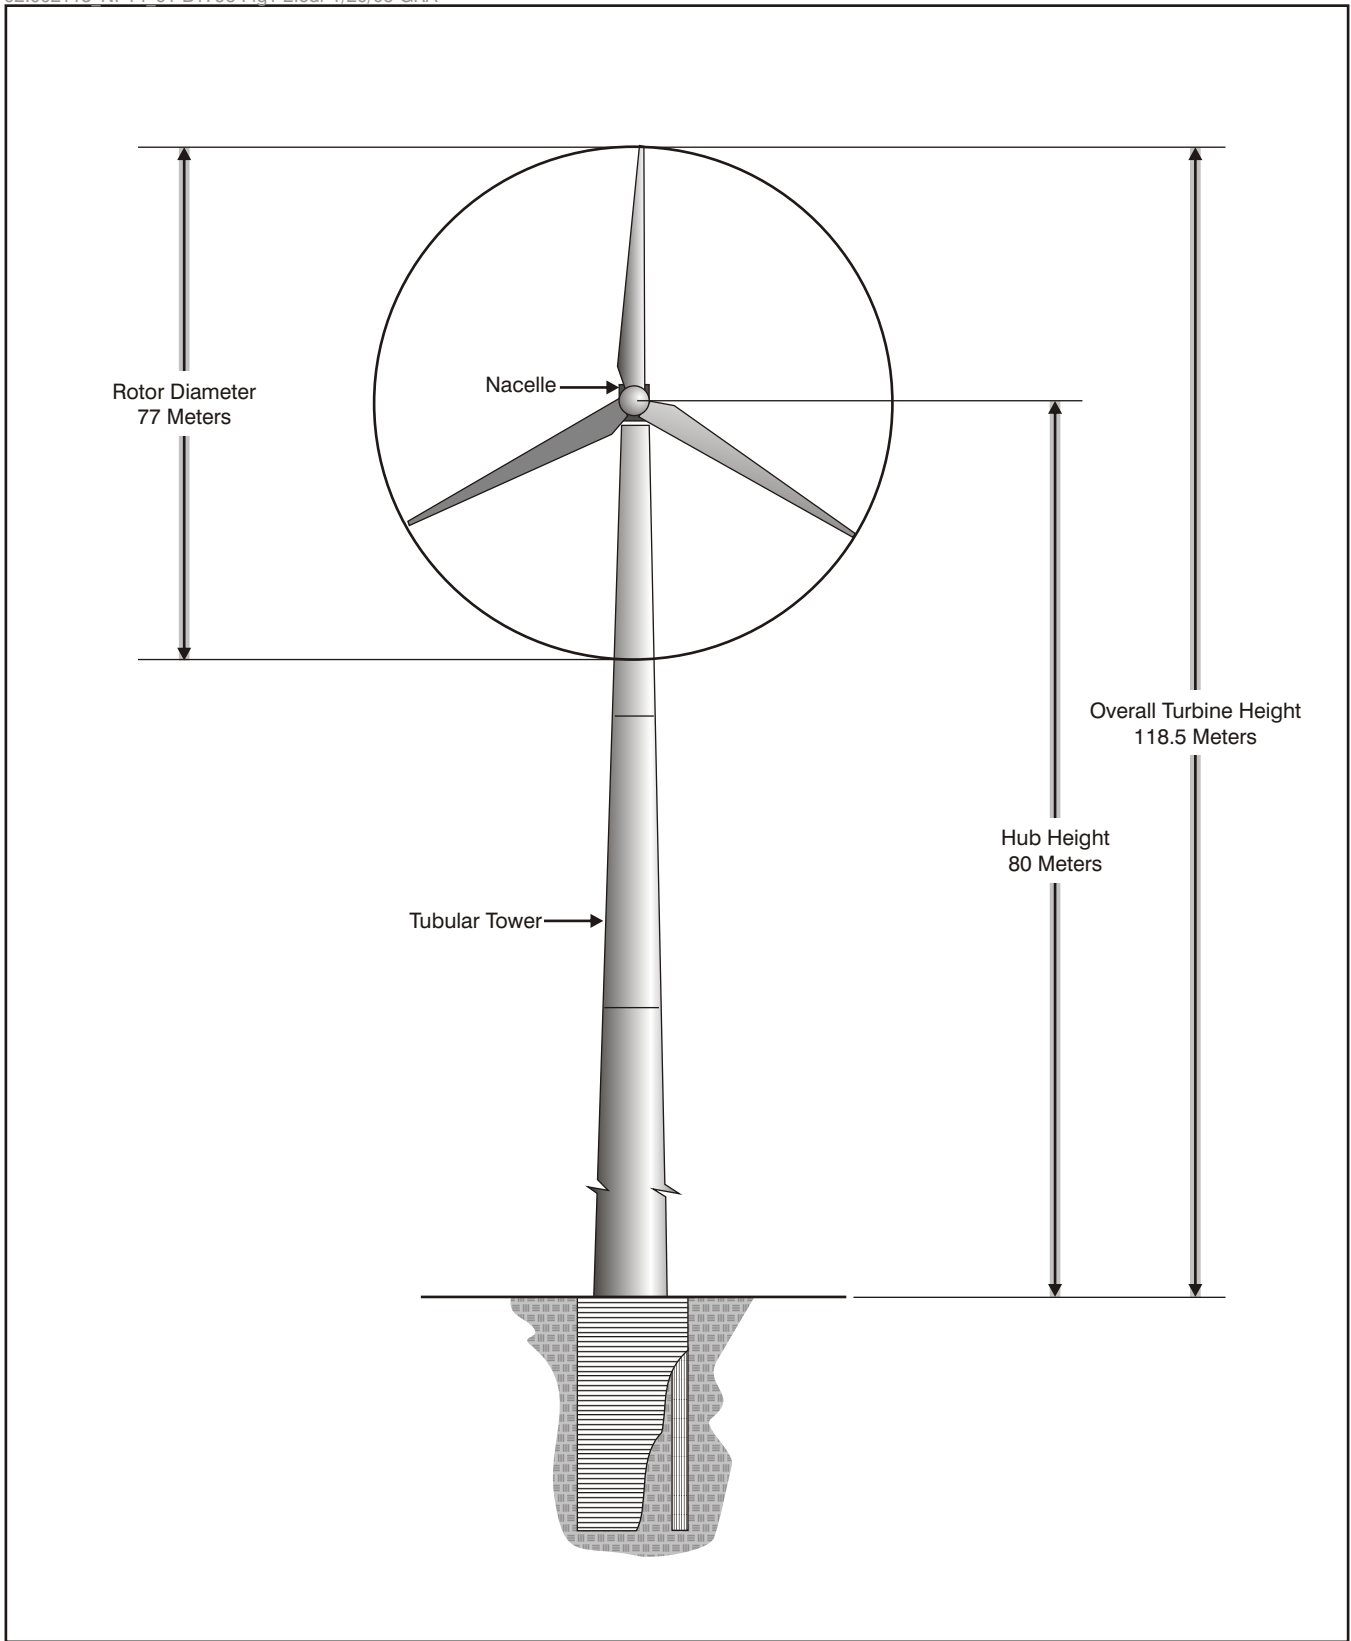 Nacelle
Rotor Diameter
77 Meters
Overall Turbine Height
118.5 Meters
Hub Height
80 Meters
Tubular Tower